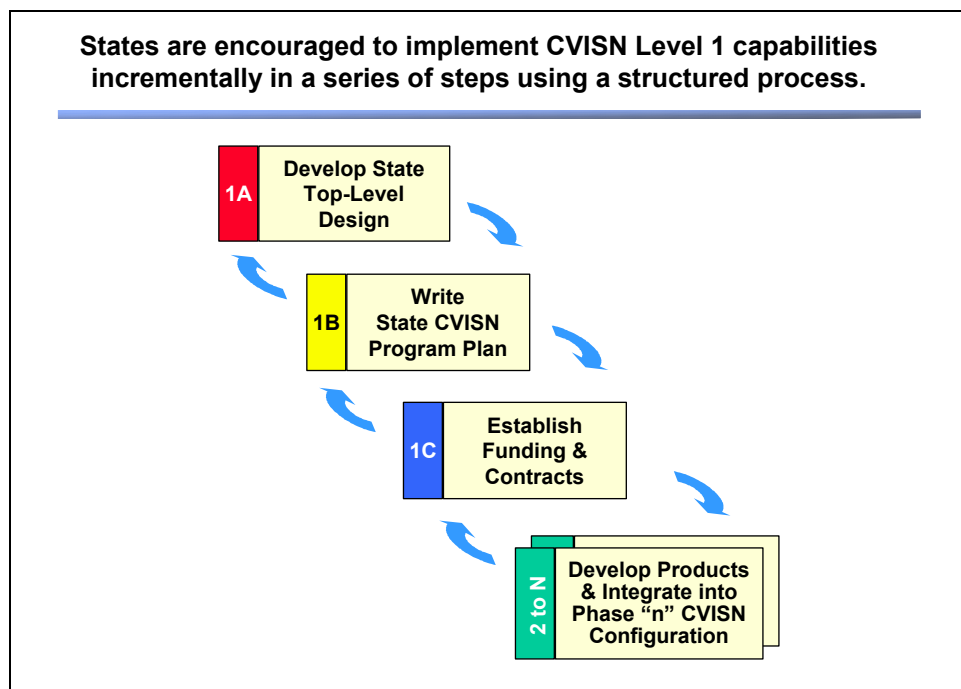 States are encouraged to implement CVISN Level 1 capabilities
incrementally in a series of steps using a structured process.
1A
Develop State
Top-Level
Design
1B
Write
State CVISN
Program Plan
1C
Establish
Funding &
Contracts
2 to N
Develop Products
& Integrate into
Phase “n” CVISN
Configuration